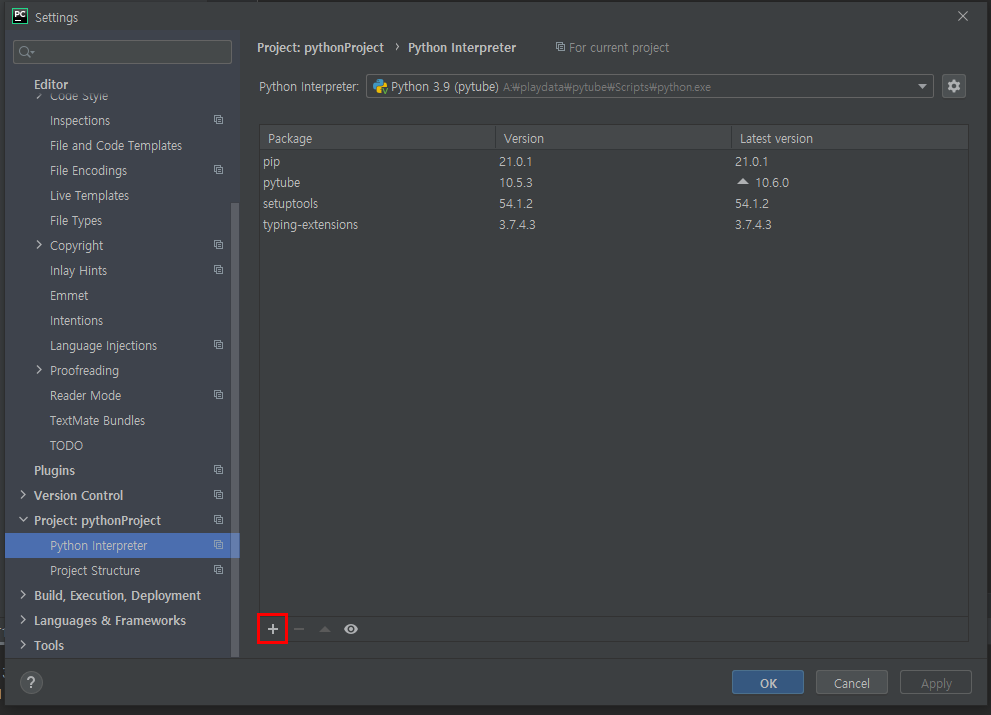 PC Settings
Project: pythonProject › Python Interpreter For current project
Python Interpreter: Python 3.9 (pytube) A:₩playdata₩pytube₩Scripts₩python.exe
Editor
Code Style
Inspections
File and Code Templates
File Encodings
Live Templates
File Types
Copyright
Inlay Hints
Emmet
Intentions
Language Injections
Proofreading
Reader Mode
TextMate Bundles
TODO
Plugins
Version Control
Project: pythonProject
Python Interpreter
Project Structure
Build, Execution, Deployment
Languages & Frameworks
Tools
Package Version Latest version
pip 21.0.1 21.0.1
pytube 10.5.3 10.6.0
setuptools 54.1.2 54.1.2
typing-extensions 3.7.4.3 3.7.4.3
?
OK Cancel Apply